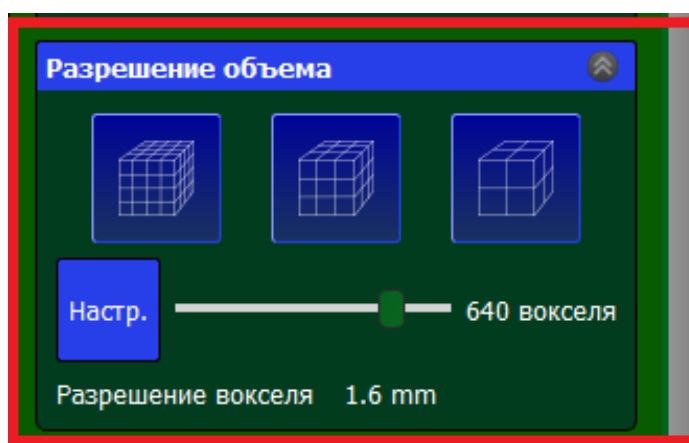 Разрешение объема
Настр.
640 вокселя
Разрешение вокселя 1.6 mm